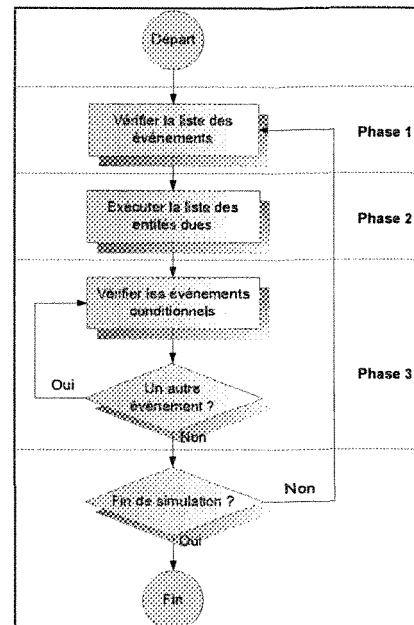 Départ
Vérifier la liste des
événements
Phase 1
Exécuter la liste des
entités dues
Phase 2
Vérifier les événements
conditionnels
Oui
Un autre
événement ?
Phase 3
Non
Fin de simulation ?
Non
Oui
Fin